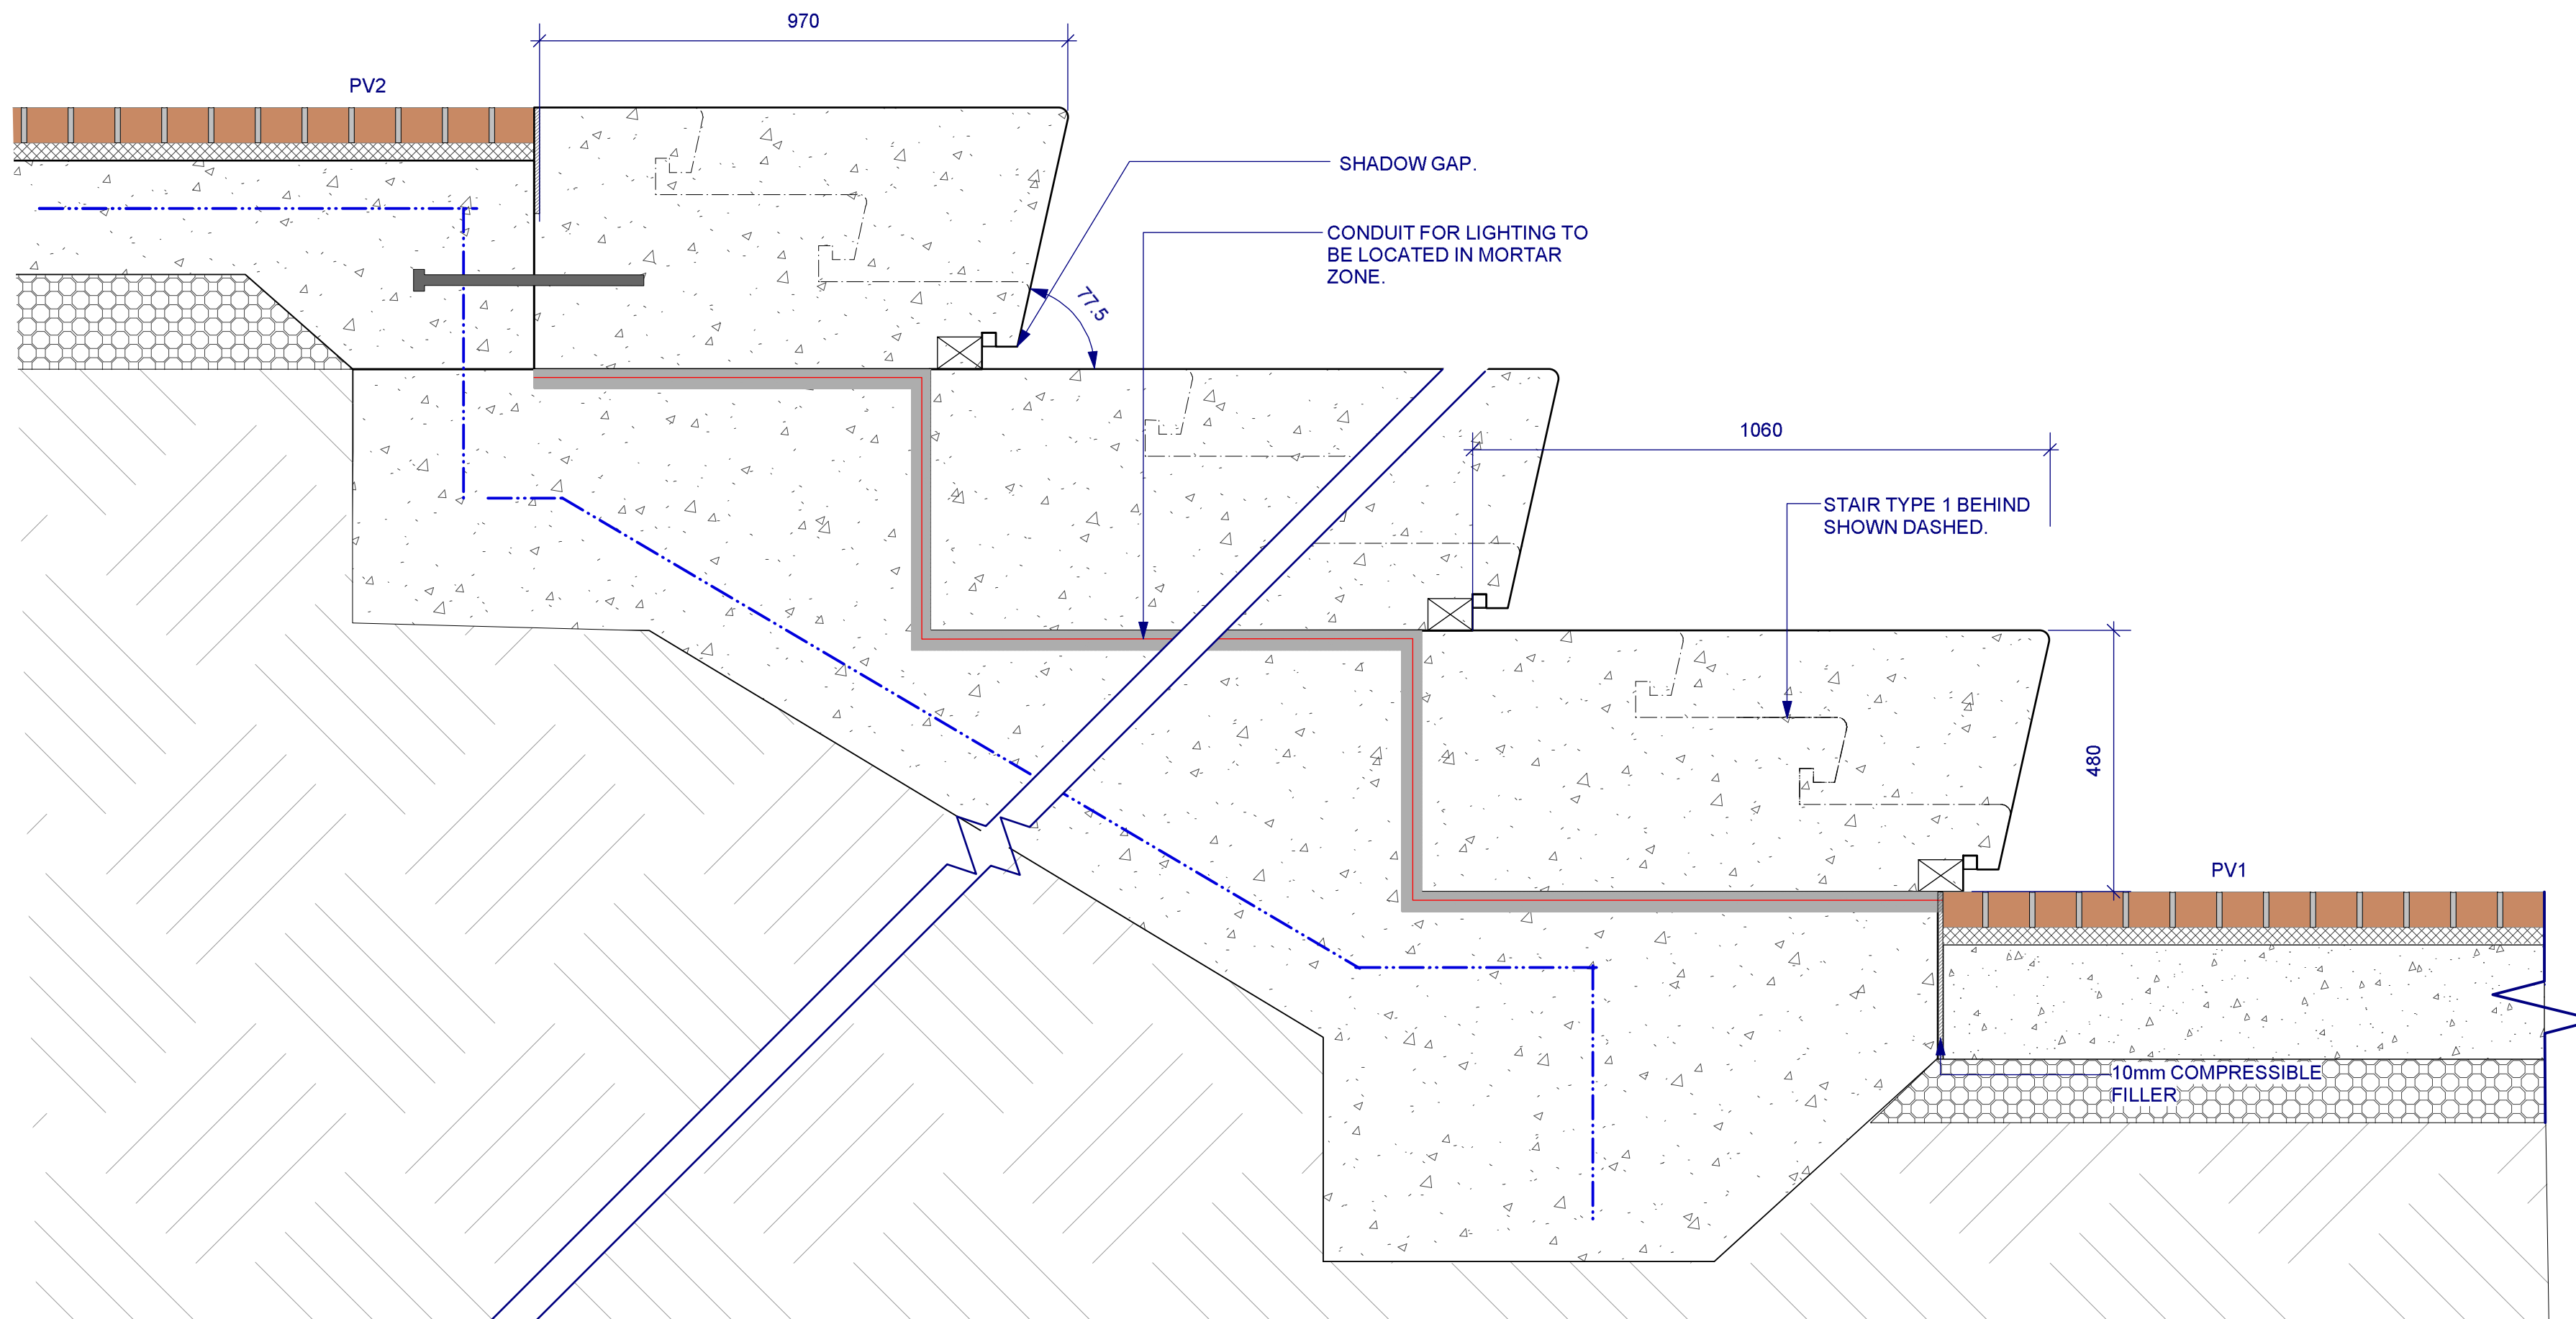 970
PV2
SHADOW GAP.
CONDUIT FOR LIGHTING TO
BE LOCATED IN MORTAR
ZONE.
77.5
1060
STAIR TYPE 1 BEHIND
SHOWN DASHED.
480
PV1
10mm COMPRESSIBLE
FILLER